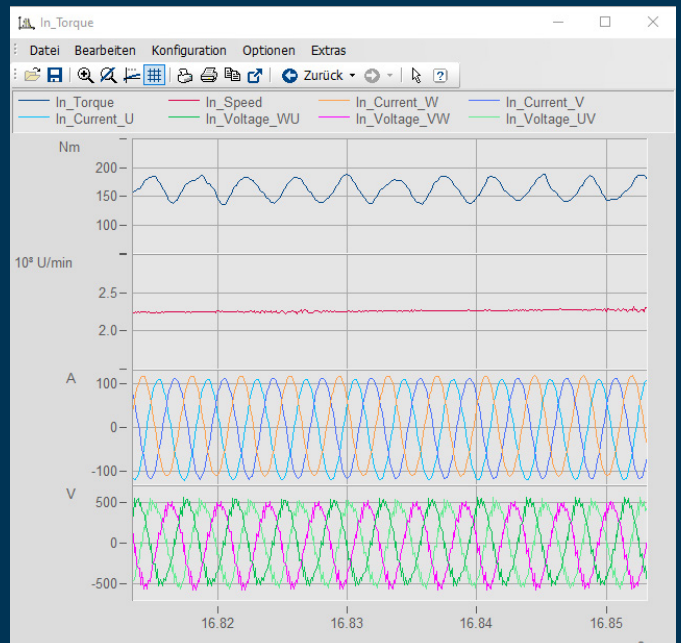 In_Torque
Datei Bearbeiten Konfiguration Optionen Extras
Zurück
In_Torque In_Speed In_Current_W In_Current_V
In_Current_U In_Voltage_WU In_Voltage_VW In_Voltage_UV
Nm
200
150
100
10⁸ U/min
2.5
2.0
A
100
0
-100
V
500
0
-500
16.82 16.83 16.84 16.85